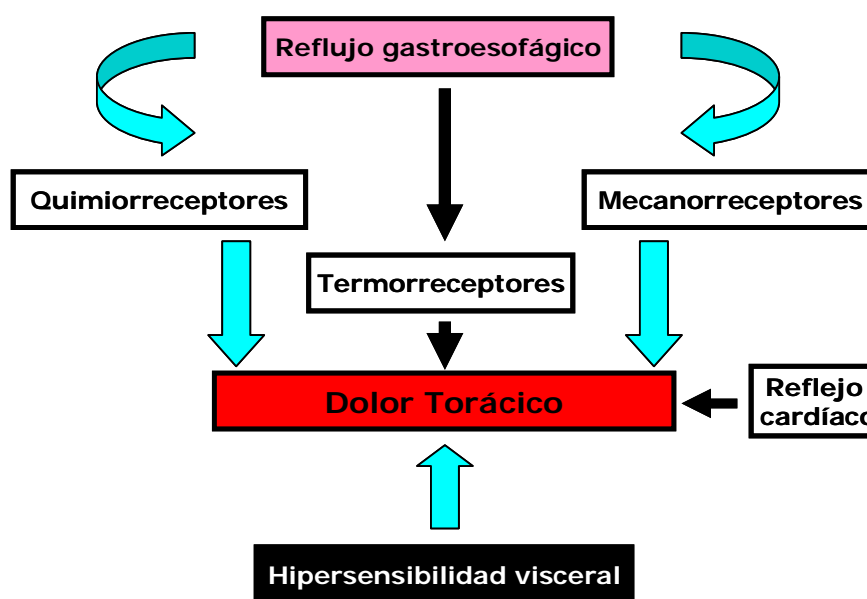 Reflujo gastroesofágico
Quimiorreceptores
Mecanorreceptores
Termorreceptores
Dolor Torácico
Reflejo
cardíaco
Hipersensibilidad visceral